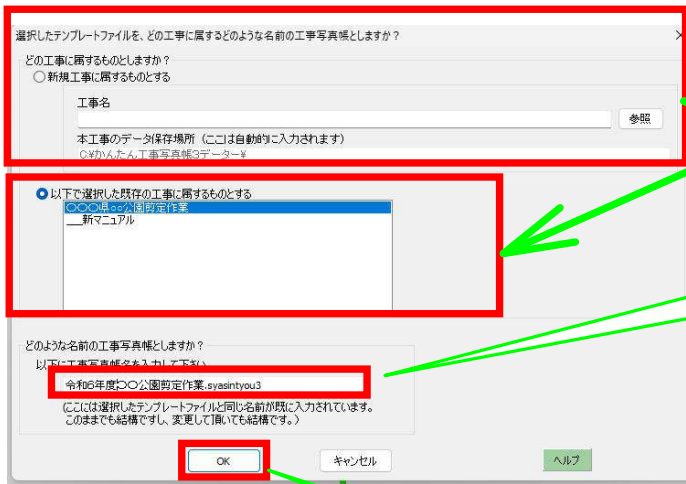 選択したテンプレートファイルを、どの工事に属するどのような名前の工事写真帳としますか？
どの工事に属するものとしますか？
新規工事に属するものとする
工事名
参照
本工事のデータ保存場所（ここは自動的に入力されます）
C:¥かんたん工事写真帳3データー¥
以下で選択した既存の工事に属するものとする
〇〇〇県○○公園剪定作業
___新マニュアル
どのような名前の工事写真帳としますか？
以下に工事写真帳名を入力して下さい
令和6年度〇〇公園剪定作業.syasintyou3
(ここには選択したテンプレートファイルと同じ名前が既に入力されています。
このままでも結構ですし、変更して頂いても結構です。)
OK
キャンセル
ヘルプ